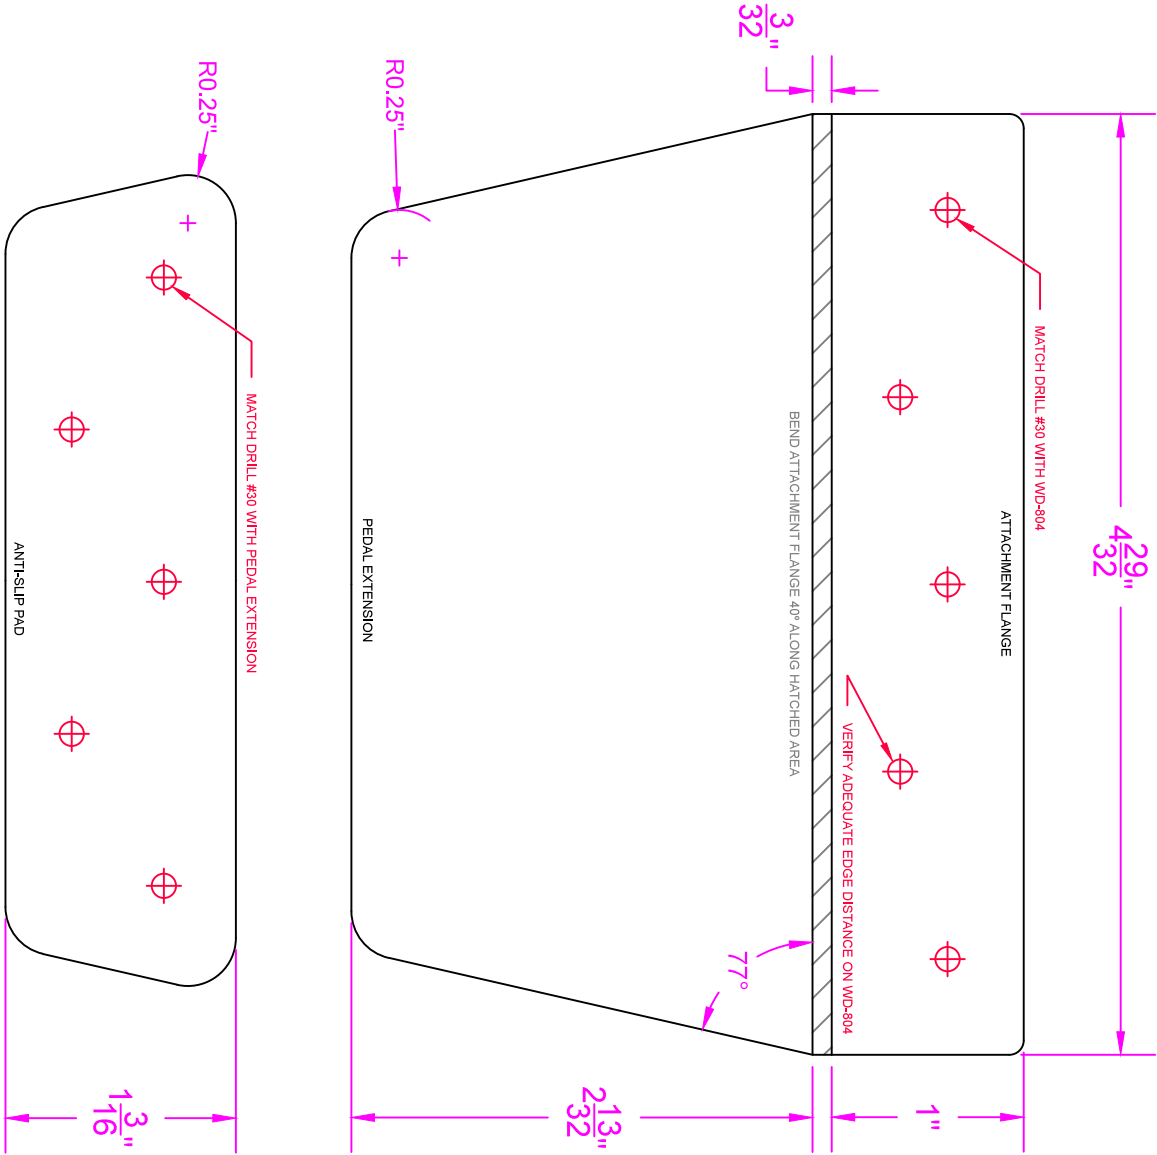 4 29/32"
3/32"
1"
2 13/32"
1 3/16"
MATCH DRILL #30 WITH WD-804
ATTACHMENT FLANGE
VERIFY ADEQUATE EDGE DISTANCE ON WD-804
BEND ATTACHMENT FLANGE 40º ALONG HATCHED AREA
77°
R0.25"
PEDAL EXTENSION
R0.25"
MATCH DRILL #30 WITH PEDAL EXTENSION
ANTI-SLIP PAD